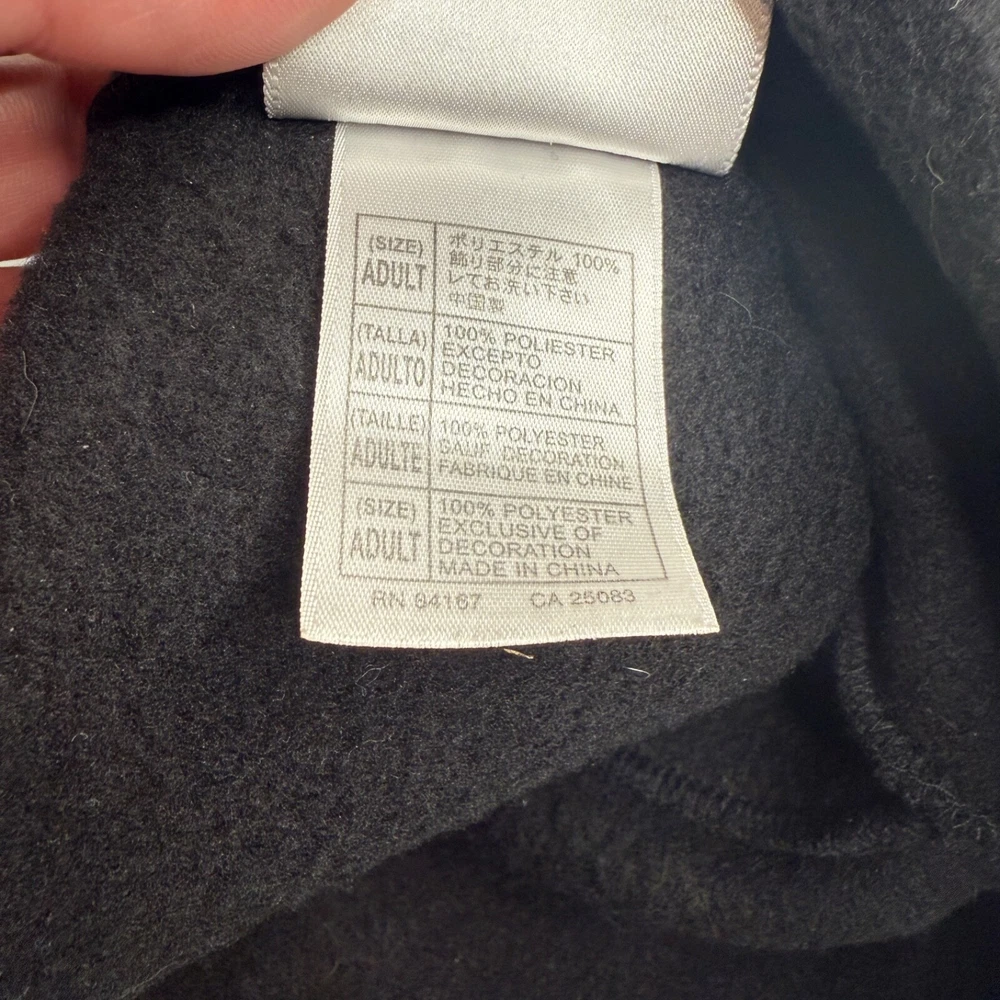 (SIZE)
ADULT
ポリエステル 100%
飾り部分に注意
してお洗い下さい
中国製
(TALLA)
ADULTO
100% POLIESTER
EXCEPTO
DECORACION
HECHO EN CHINA
(TAILLE)
ADULTE
100% POLYESTER
SAUF DECORATION
FABRIQUE EN CHINE
(SIZE)
ADULT
100% POLYESTER
EXCLUSIVE OF
DECORATION
MADE IN CHINA
RN 84167 CA 25083